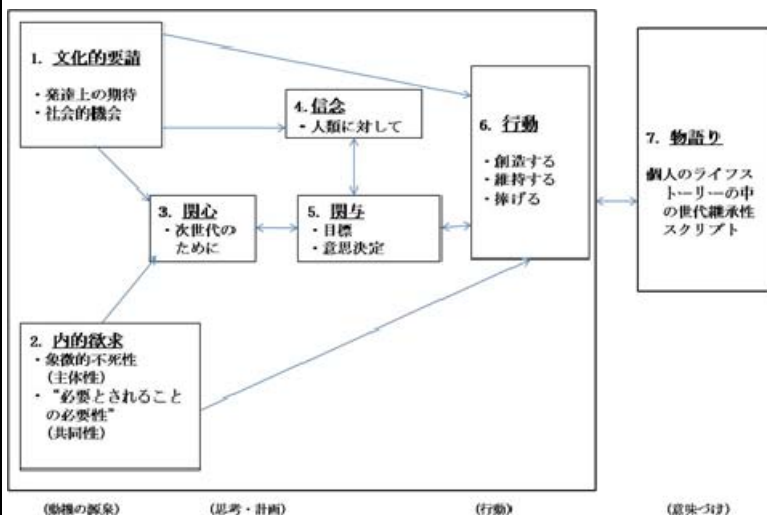 1. 文化的要請
・発達上の期待
・社会的機会
4. 信念
・人類に対して
6. 行動
・創造する
・維持する
・捧げる
7. 物語り
個人のライフス
トーリーの中
の世代継承性
スクリプト
3. 関心
・次世代の
ために
5. 関与
・目標
・意思決定
2. 内的欲求
・象徴的不死性
(主体性)
・“必要とされること
の必要性”
(共同性)
(動機の源泉)
(思考・計画)
(行動)
(意味づけ)